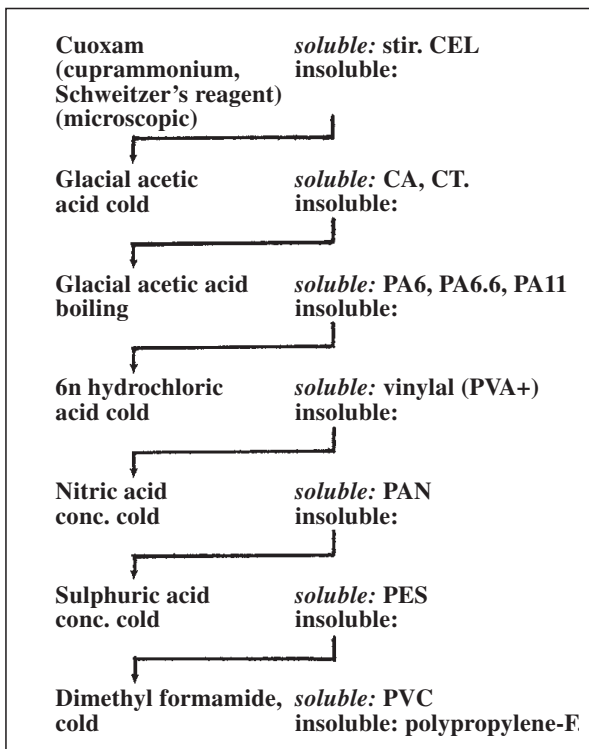 Cuoxam soluble: stir. CEL
(cuprammonium, insoluble:
Schweitzer's reagent)
(microscopic)
Glacial acetic soluble: CA, CT.
acid cold insoluble:
Glacial acetic acid soluble: PA6, PA6.6, PA11
boiling insoluble:
6n hydrochloric soluble: vinylal (PVA+)
acid cold insoluble:
Nitric acid soluble: PAN
conc. cold insoluble:
Sulphuric acid soluble: PES
conc. cold insoluble:
Dimethyl formamide, soluble: PVC
cold insoluble: polypropylene-F.